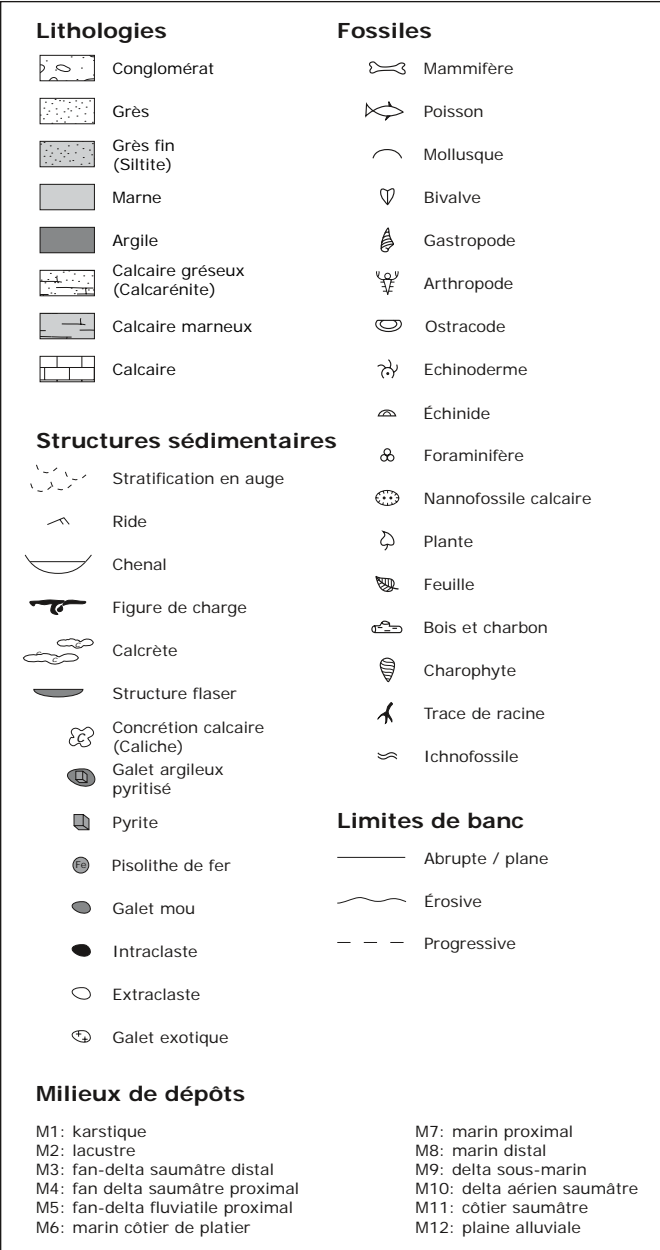 Lithologies
Conglomérat
Grès
Grès fin
(Siltite)
Marne
Argile
Calcaire gréseux
(Calcarénite)
Calcaire marneux
Calcaire
Structures sédimentaires
Stratification en auge
Ride
Chenal
Figure de charge
Calcrète
Structure flaser
Concrétion calcaire
(Caliche)
Galet argileux
pyritisé
Pyrite
Fe
Pisolithe de fer
Galet mou
Intraclaste
Extraclaste
Galet exotique
Fossiles
Mammifère
Poisson
Mollusque
Bivalve
Gastropode
Arthropode
Ostracode
Echinoderme
Échinide
Foraminifère
Nannofossile calcaire
Plante
Feuille
Bois et charbon
Charophyte
Trace de racine
Ichnofossile
Limites de banc
Abrupte / plane
Érosive
Progressive
Milieux de dépôts
M1: karstique
M2: lacustre
M3: fan-delta saumâtre distal
M4: fan delta saumâtre proximal
M5: fan-delta fluviatile proximal
M6: marin côtier de platier
M7: marin proximal
M8: marin distal
M9: delta sous-marin
M10: delta aérien saumâtre
M11: côtier saumâtre
M12: plaine alluviale